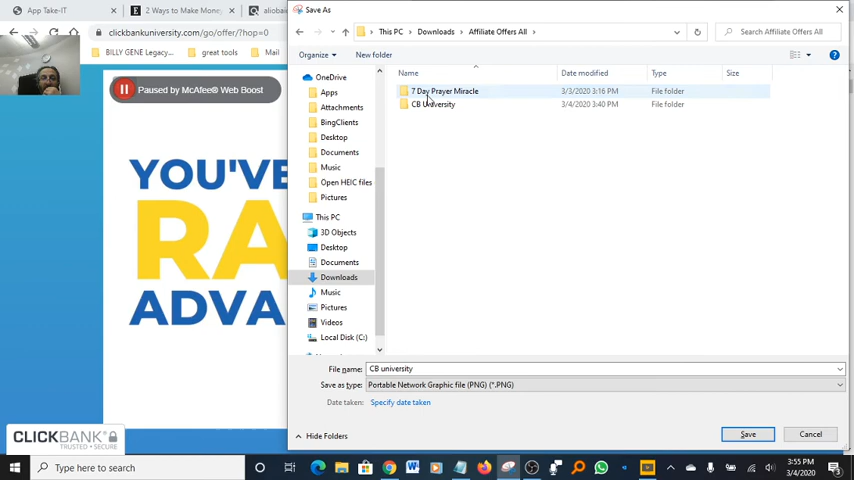 App Take-IT
2 Ways to Make Money
aliobai
clickbankuniversity.com/go/offer/?hop=0
BILLY GENE Legacy...
great tools
Mail
Paused by McAfee® Web Boost
YOU'VE
RA
ADVA
CLICKBANK
TRUSTED • SECURE
Save As
This PC
Downloads
Affiliate Offers All
Search Affiliate Offers All
Organize
New folder
Name
Date modified
Type
Size
7 Day Prayer Miracle
3/3/2020 3:16 PM
File folder
CB University
3/4/2020 3:40 PM
File folder
OneDrive
Apps
Attachments
BingClients
Desktop
Documents
Music
Open HEIC files
Pictures
This PC
3D Objects
Desktop
Documents
Downloads
Music
Pictures
Videos
Local Disk (C:)
File name:
CB university
Save as type:
Portable Network Graphic file (PNG) (*.PNG)
Date taken:
Specify date taken
Hide Folders
Save
Cancel
Type here to search
3:55 PM
3/4/2020